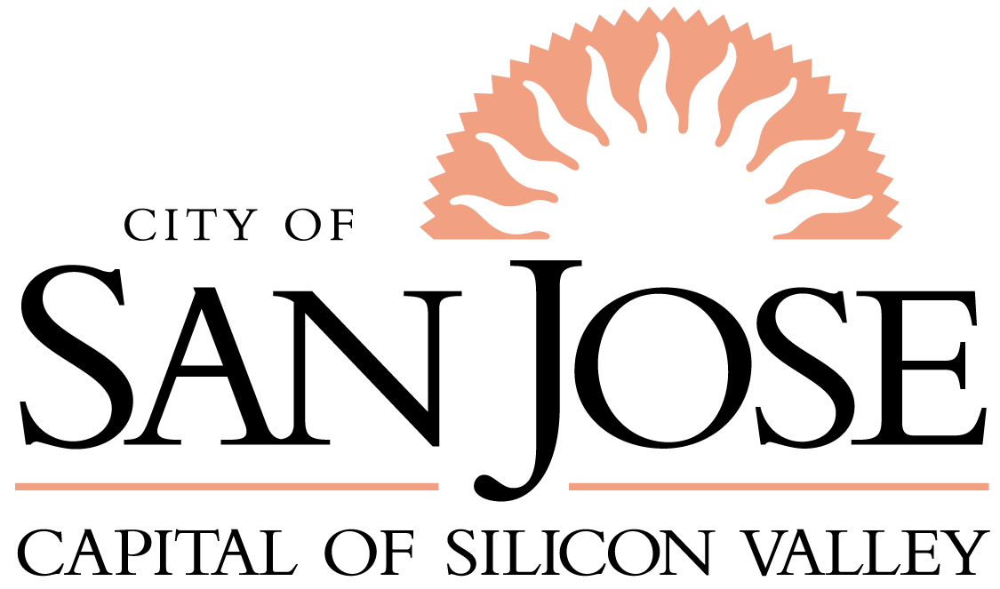 CITY OF
SAN JOSE
CAPITAL OF SILICON VALLEY